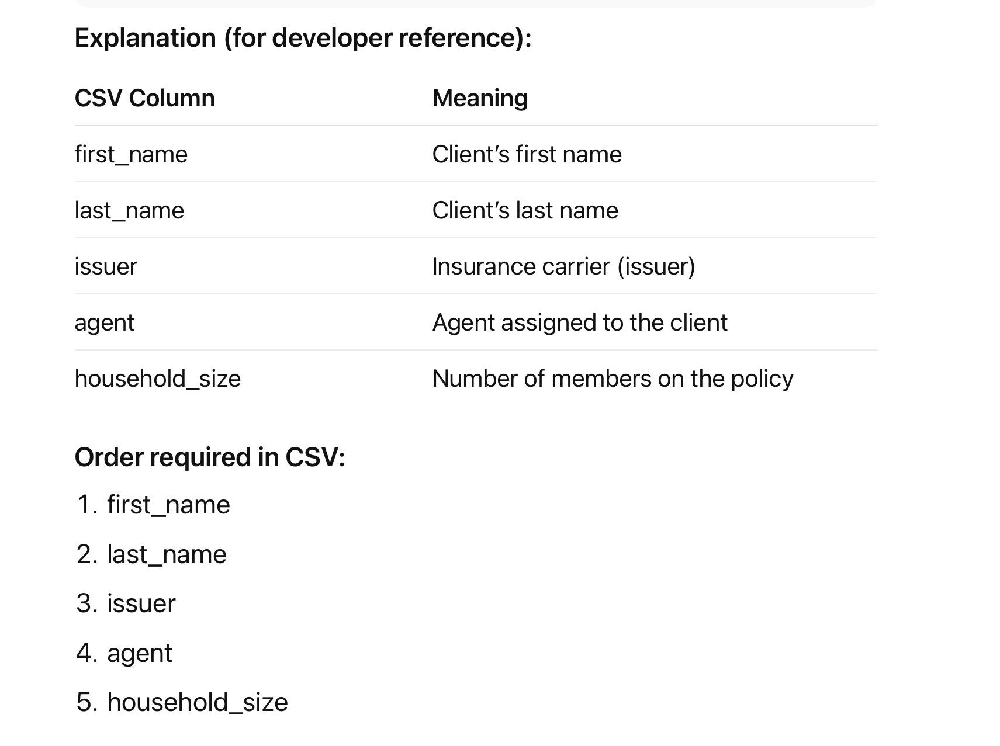 Explanation (for developer reference):
CSV Column Meaning
first_name Client’s first name
last_name Client’s last name
issuer Insurance carrier (issuer)
agent Agent assigned to the client
household_size Number of members on the policy
Order required in CSV:
1. first_name
2. last_name
3. issuer
4. agent
5. household_size